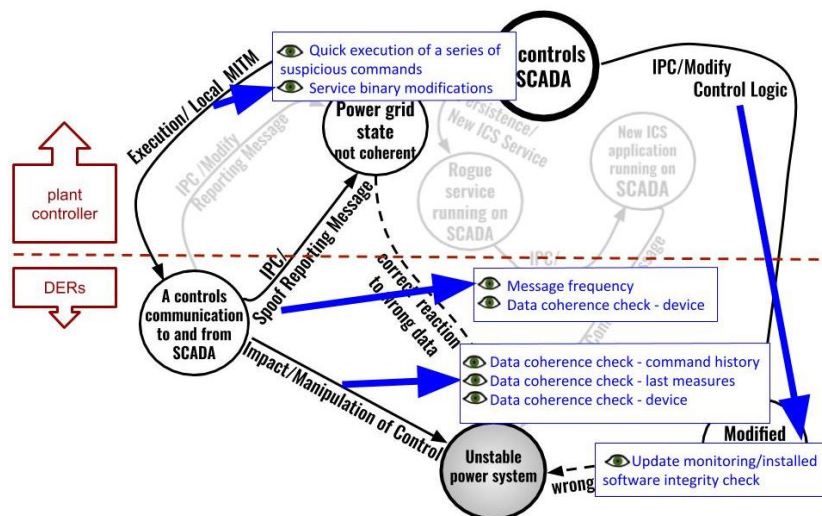 Quick execution of a series of
suspicious commands
Service binary modifications
controls
SCADA
IPC/Modify
Control Logic
Execution/ Local MITM
IPC /Modify
Reporting Message
Power grid
state
not coherent
Persistence/
New ICS Service
Rogue
service
running on
SCADA
New ICS
application
running on
SCADA
plant
controller
DERs
A controls
communication
to and from
SCADA
IPC/
Spoof Reporting Message
correct reaction
to wrong data
IPC/
Message frequency
Data coherence check - device
Impact/Manipulation of Control
Data coherence check - command history
Data coherence check - last measures
Data coherence check - device
Unstable
power system
wrong
Modified
Update monitoring/installed
software integrity check